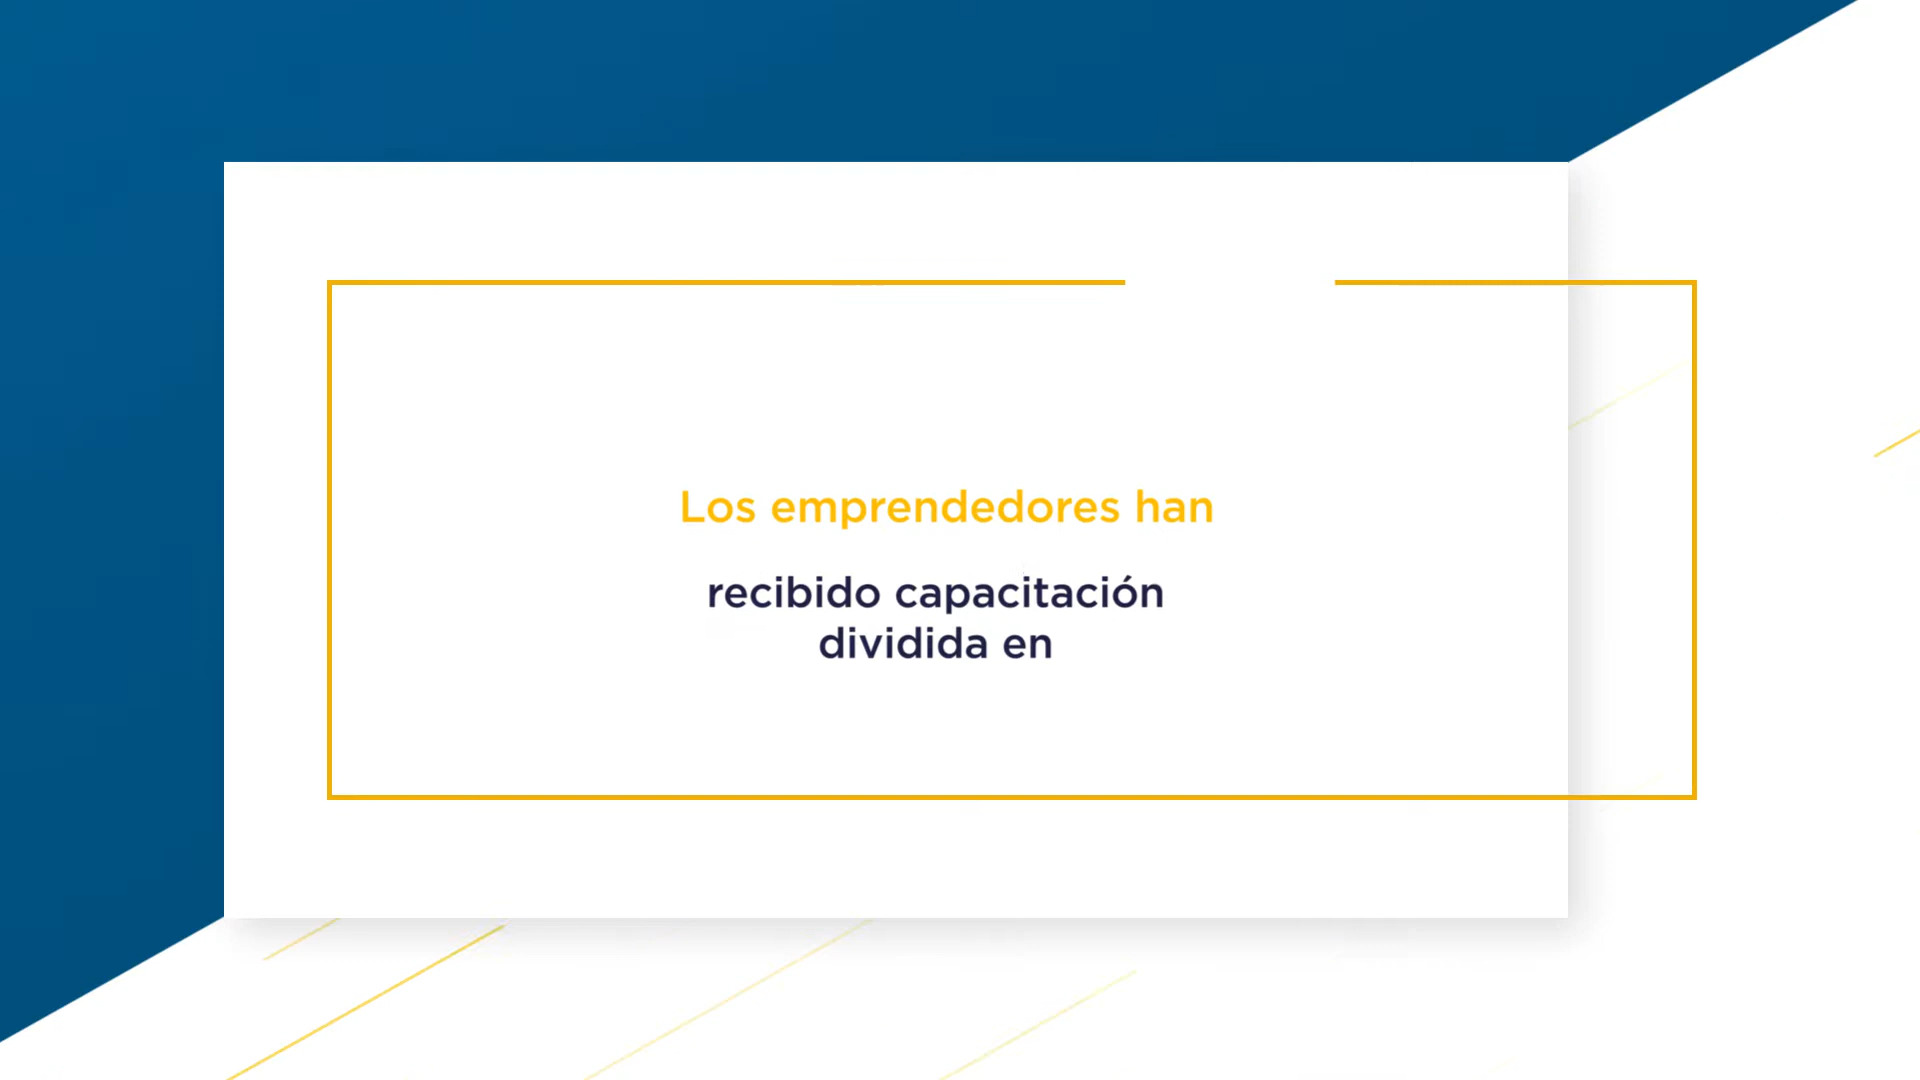 Los emprendedores han
recibido capacitación
dividida en